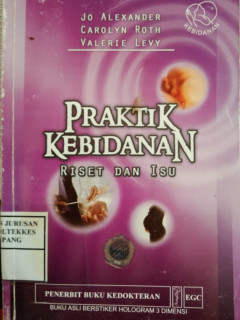 Jo Alexander
Carolyn Roth
Valerie Levy
KEBIDANAN
PRAKTIK
KEBIDANAN
RISET DAN ISU
JURUSAN
LTEKKES
PANG
PENERBIT BUKU KEDOKTERAN
EGC
BUKU ASLI BERSTIKER HOLOGRAM 3 DIMENSI